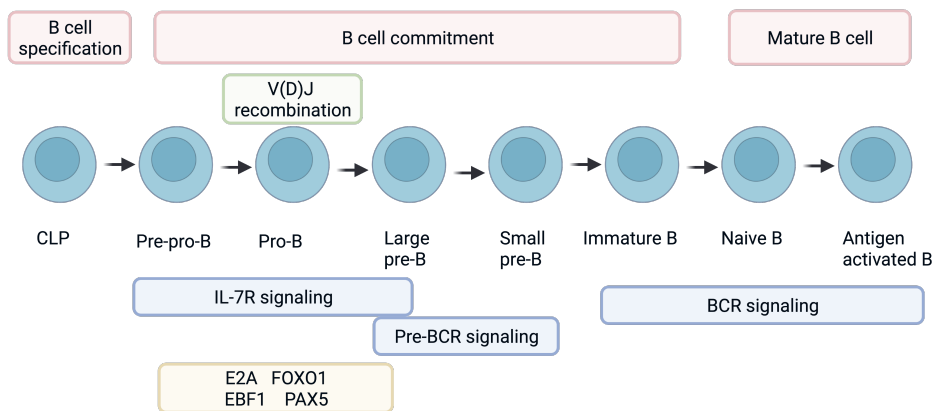 B cell
specification
B cell commitment
Mature B cell
V(D)J
recombination
CLP
Pre-pro-B
Pro-B
Large
pre-B
Small
pre-B
Immature B
Naive B
Antigen
activated B
IL-7R signaling
BCR signaling
Pre-BCR signaling
E2A FOXO1
EBF1 PAX5